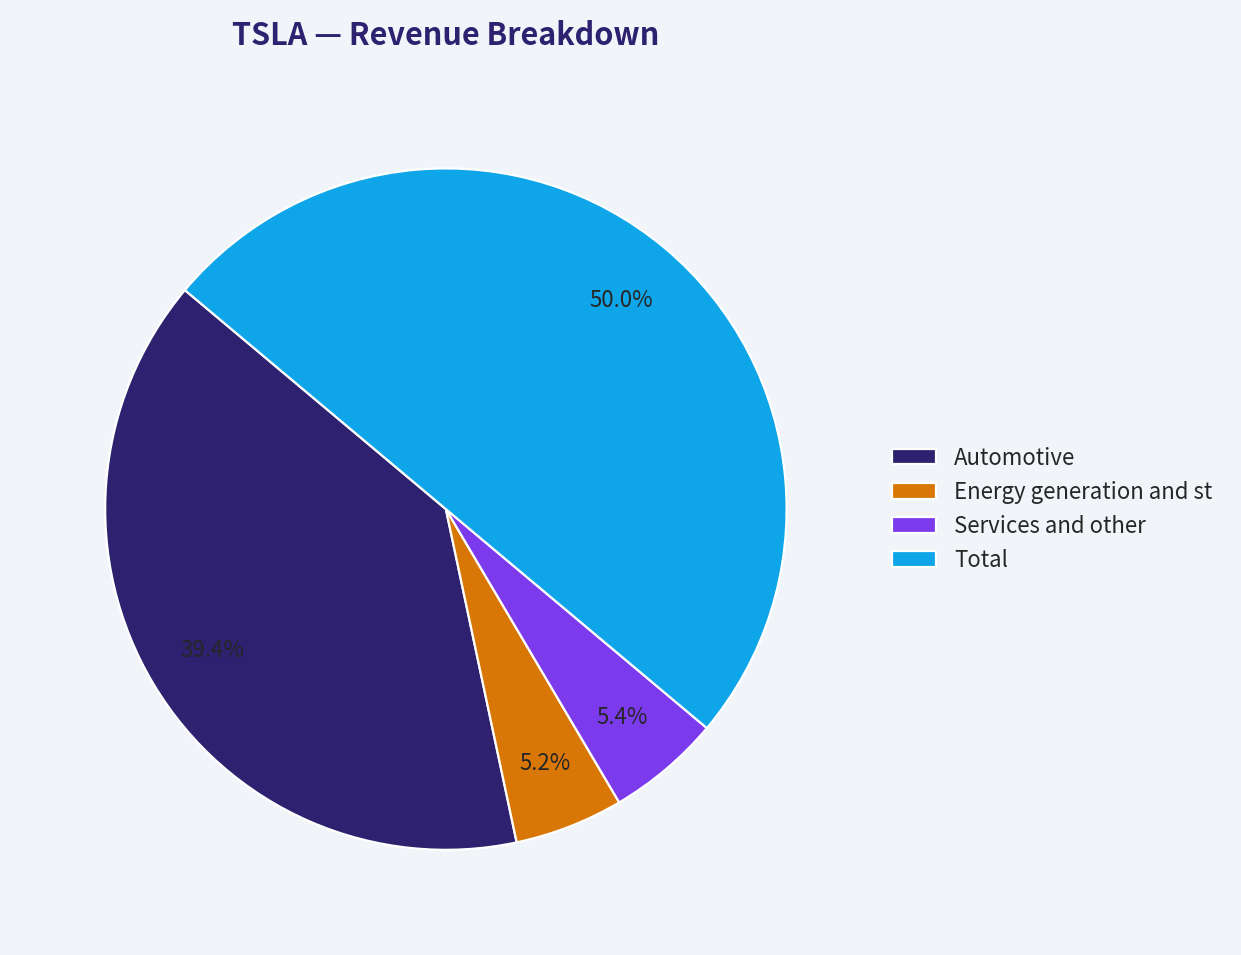 TSLA — Revenue Breakdown
50.0%
39.4%
5.4%
5.2%
Automotive
Energy generation and st
Services and other
Total